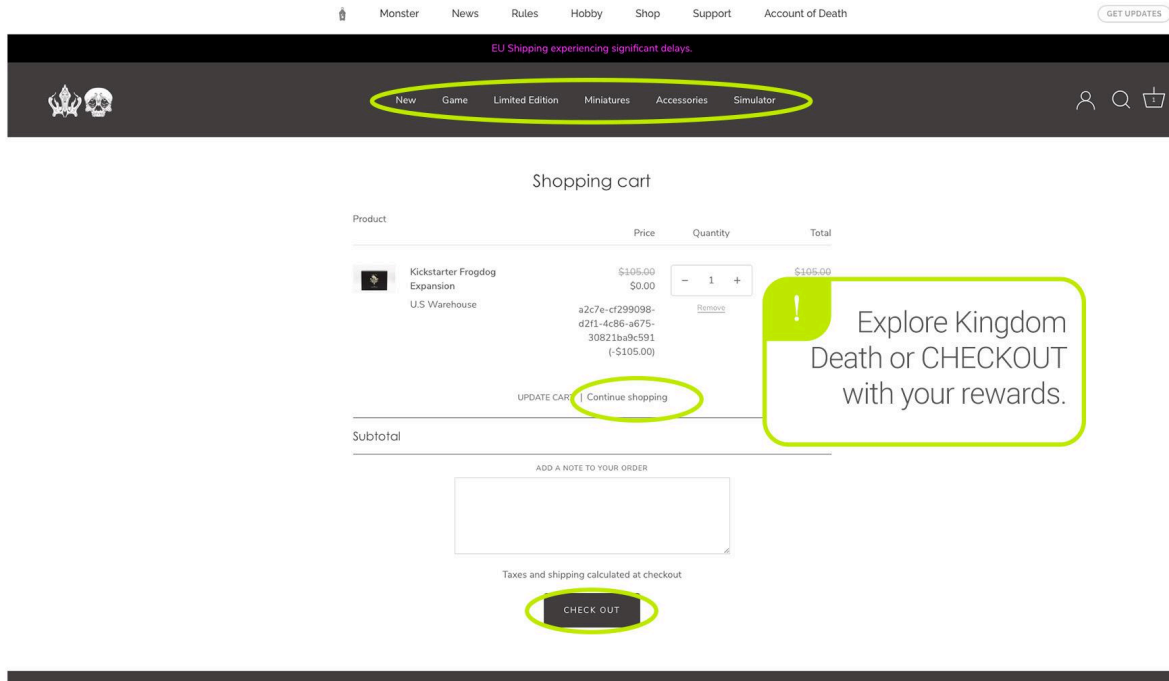 Monster News Rules Hobby Shop Support Account of Death GET UPDATES
EU Shipping experiencing significant delays.
New Game Limited Edition Miniatures Accessories Simulator
1
Shopping cart
Product
Price Quantity Total
Kickstarter Frogdog
Expansion
U.S Warehouse
$105.00
$0.00
a2c7e-cf299098-
d2f1-4c86-a675-
30821ba9c591
(-$105.00)
− 1 +
Remove
$105.00
!
Explore Kingdom
Death or CHECKOUT
with your rewards.
UPDATE CART | Continue shopping
Subtotal
ADD A NOTE TO YOUR ORDER
Taxes and shipping calculated at checkout
CHECK OUT